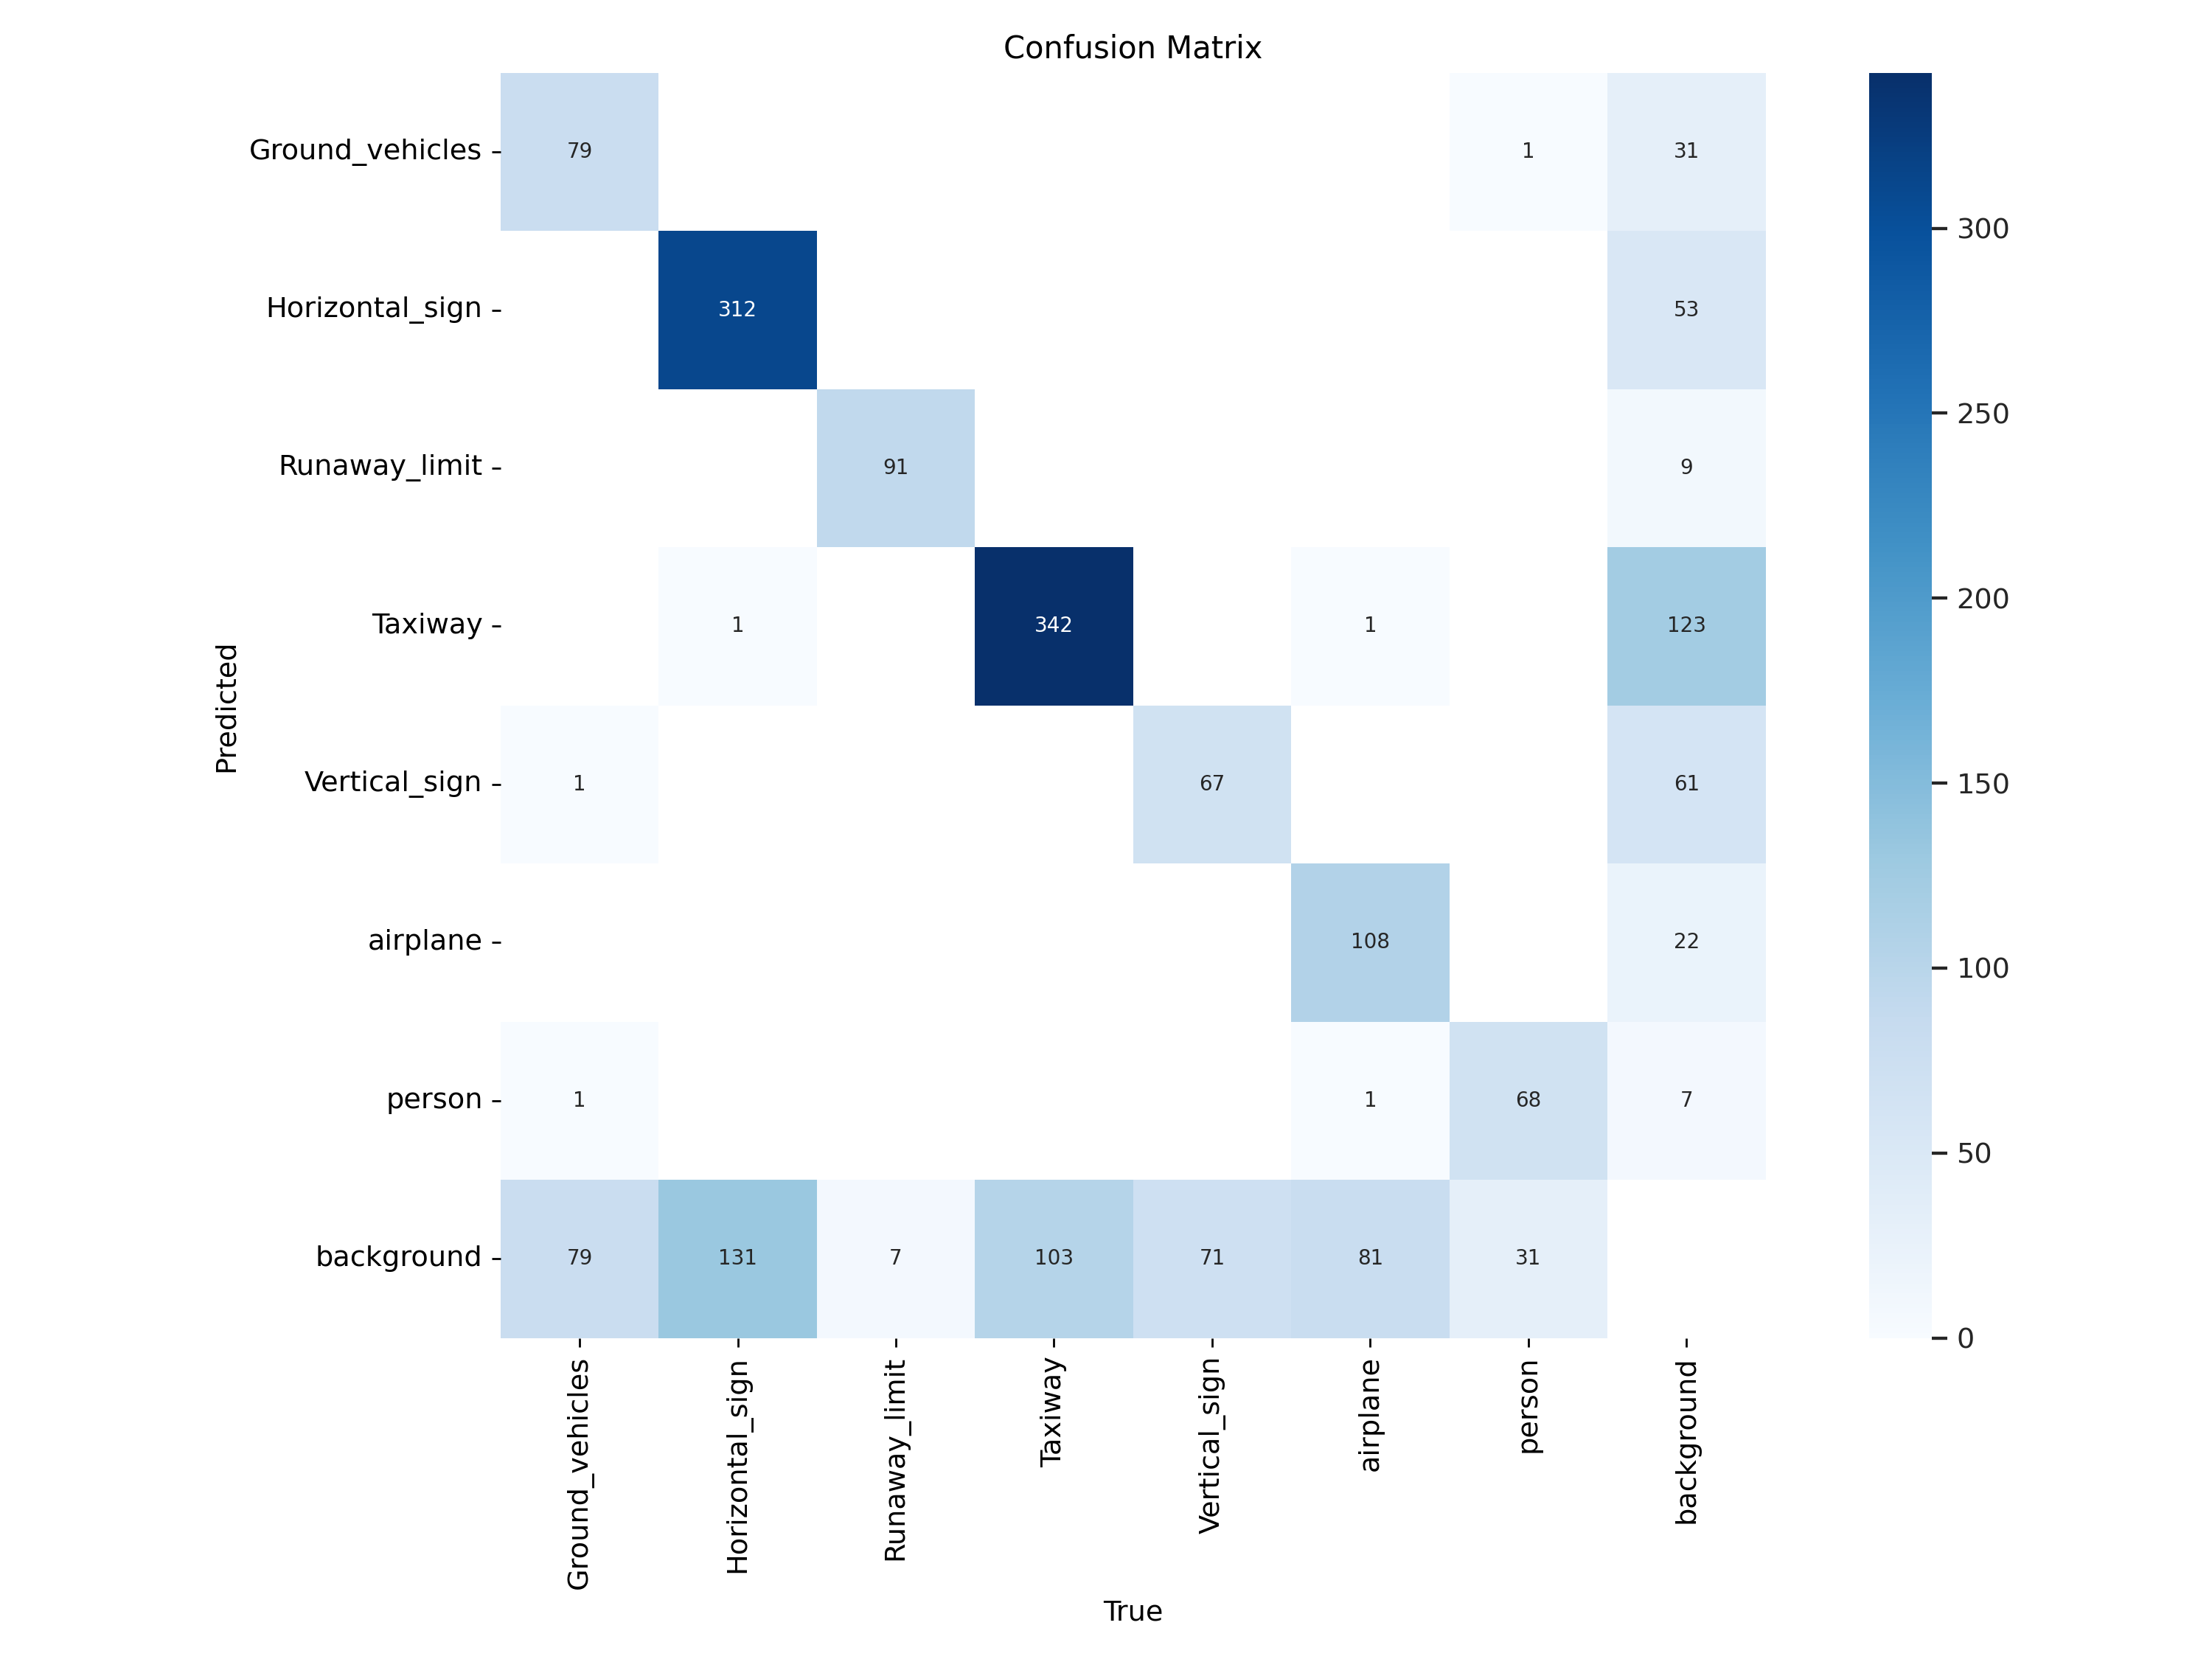 Confusion Matrix
Ground_vehicles 79 1 31
Horizontal_sign 312 53
Runaway_limit 91 9
Taxiway 1 342 1 123
Vertical_sign 1 67 61
airplane 108 22
person 1 1 68 7
background 79 131 7 103 71 81 31
Predicted
Ground_vehicles
Horizontal_sign
Runaway_limit
Taxiway
Vertical_sign
airplane
person
background
True
300
250
200
150
100
50
0